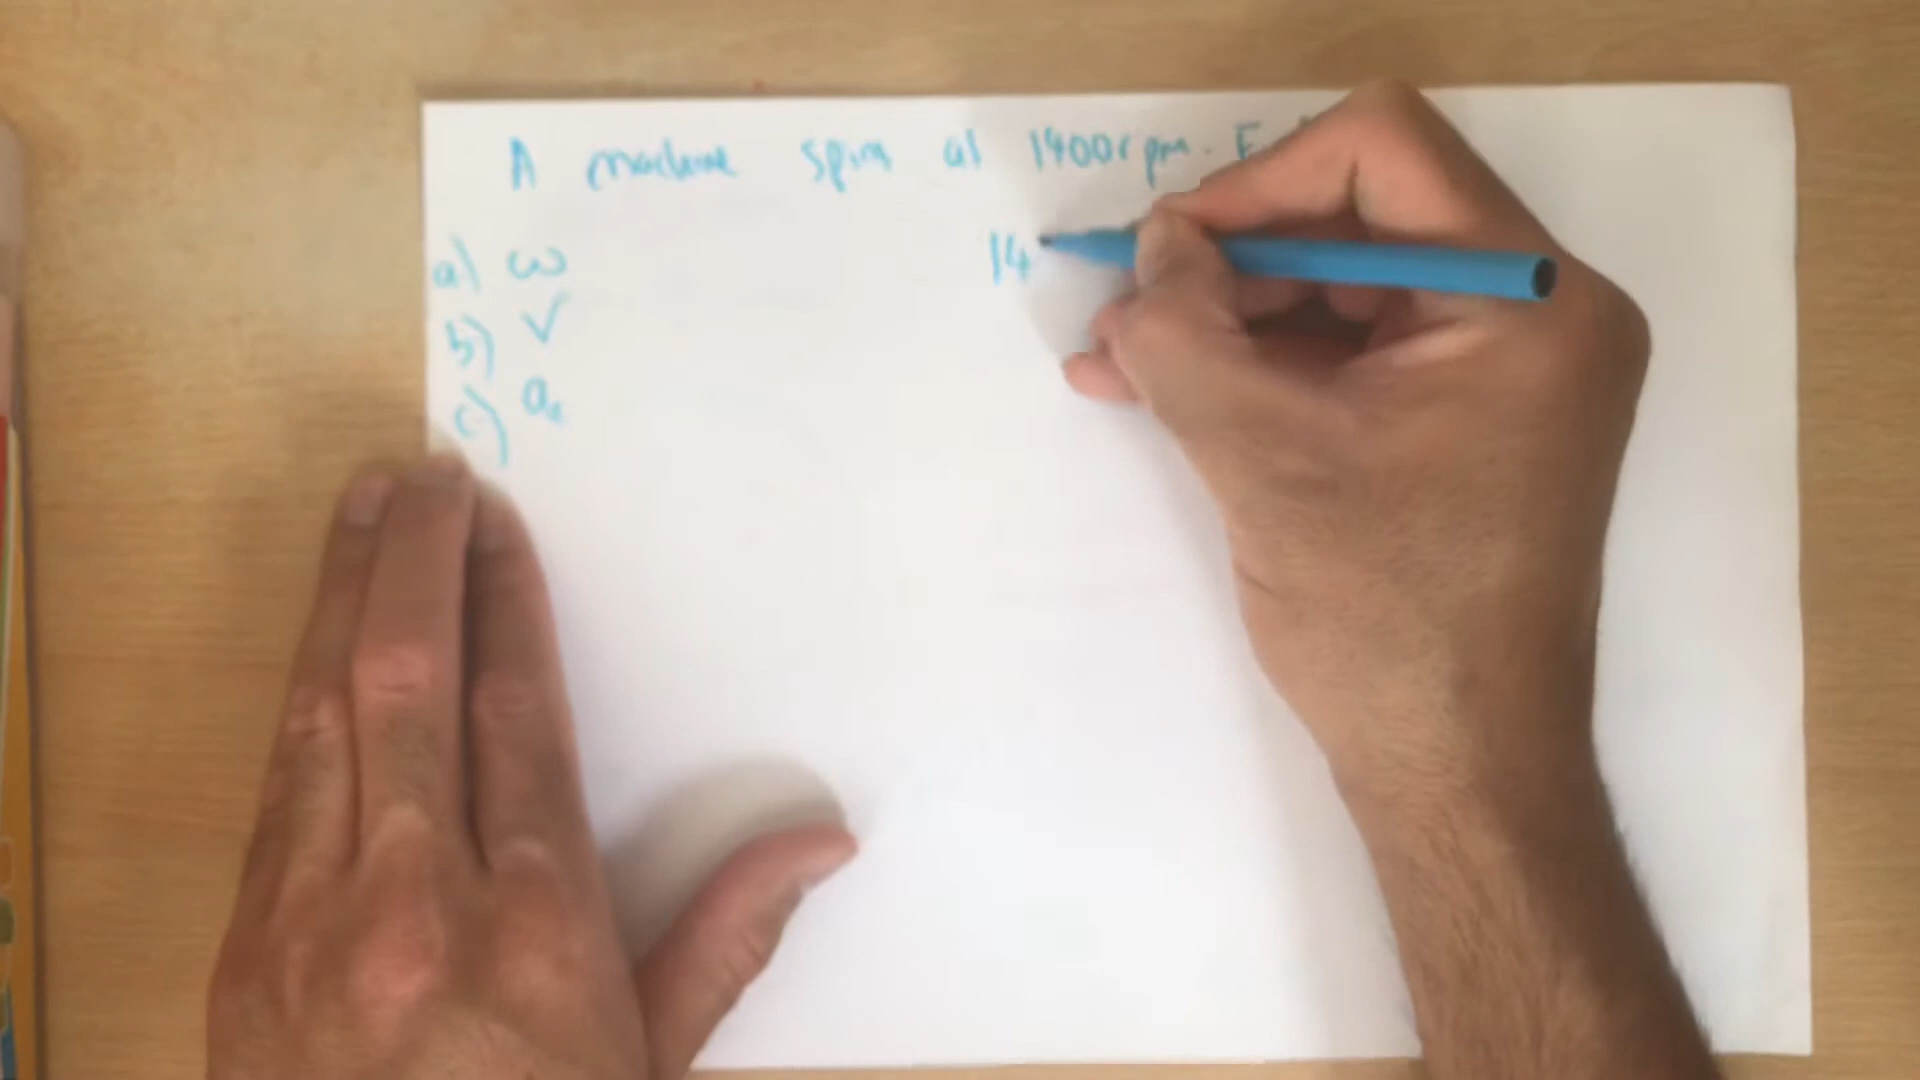 A machine spin at 1400rpm.
14
a) ω
b) v
c)